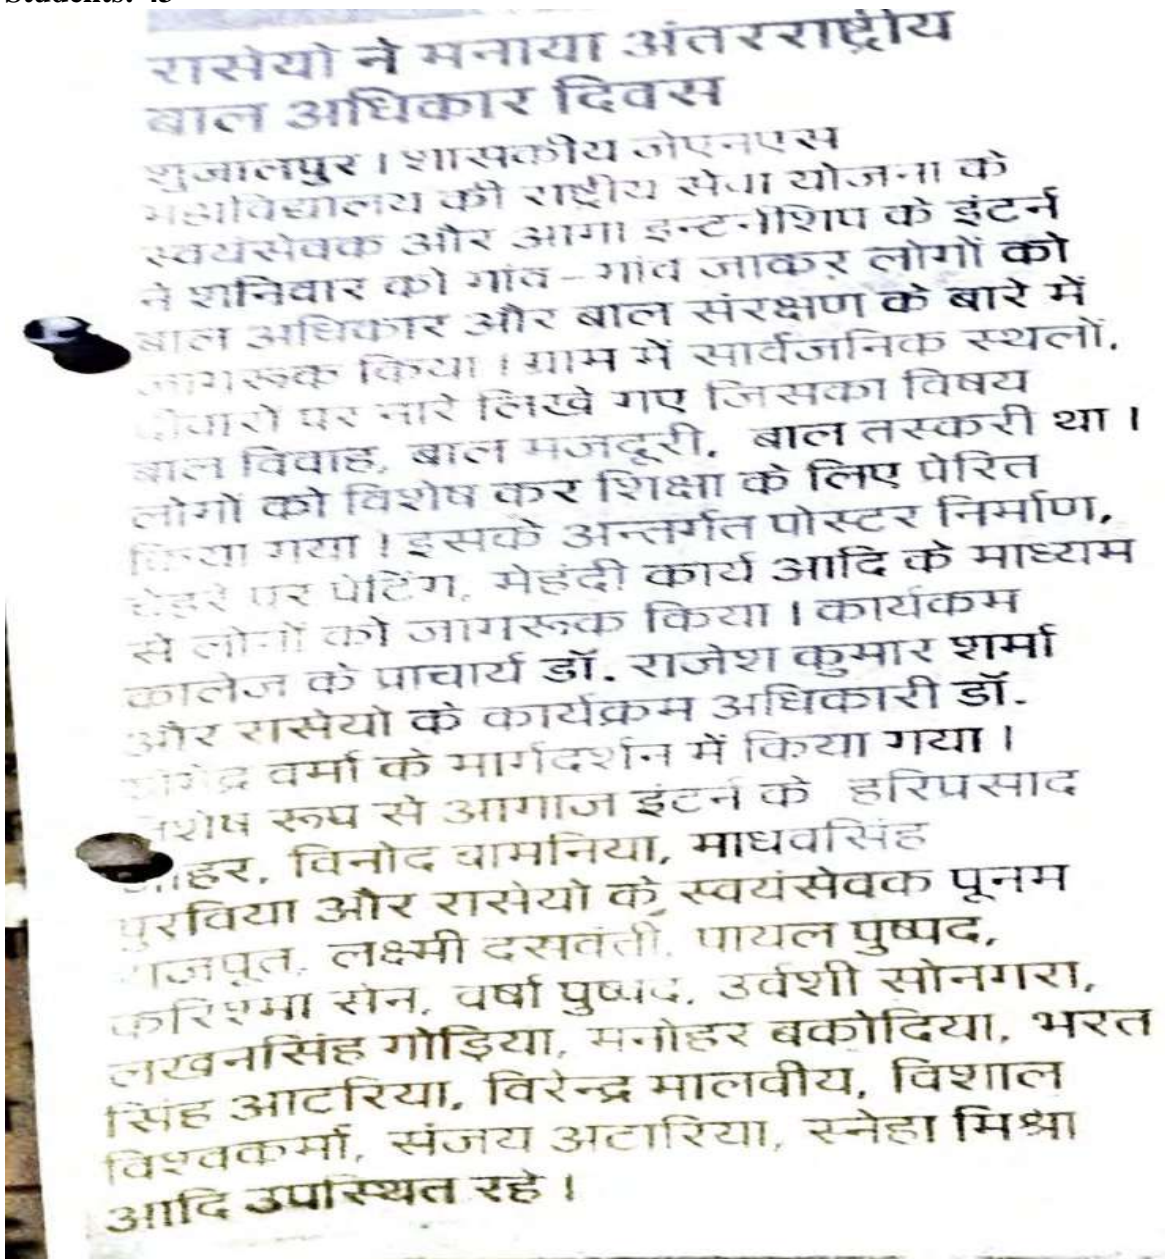 रासेयो ने मनाया अंतरराष्ट्रीय
बाल अधिकार दिवस
शुजालपुर । शासकीय जेएनएस
महाविद्यालय की राष्ट्रीय सेवा योजना के
स्वयंसेवक और आगा इन्टर्नशिप के इंटर्न
ने शनिवार को गांव-गांव जाकर लोगों को
बाल अधिकार और बाल संरक्षण के बारे में
जागरूक किया । ग्राम में सार्वजनिक स्थलों,
दीवारों पर नारे लिखे गए जिसका विषय
बाल विवाह, बाल मजदूरी, बाल तस्करी था ।
लोगों को विशेष कर शिक्षा के लिए प्रेरित
किया गया । इसके अन्तर्गत पोस्टर निर्माण,
चेहरे पर पेटिंग, मेहंदी कार्य आदि के माध्यम
से लोगों को जागरूक किया । कार्यकम
कालेज के प्राचार्य डॉ. राजेश कुमार शर्मा
और रासेयो के कार्यक्रम अधिकारी डॉ.
वर्मा के मार्गदर्शन में किया गया ।
रूप से आगाज इंटर्न के हरिप्रसाद
विनोद बामनिया, माधवसिंह
पुरविया और रासेयो के स्वयंसेवक पूनम
राजपूत, लक्ष्मी दसवंती, पायल पुष्पद,
करिश्मा सेन, वर्षा पुष्पद, उर्वशी सोनगरा,
लखनसिंह गोड़िया, मनोहर बकोदिया, भरत
सिंह आटरिया, विरेन्द्र मालवीय, विशाल
विश्वकर्मा, संजय अटारिया, स्नेहा मिश्रा
आदि उपस्थित रहे ।